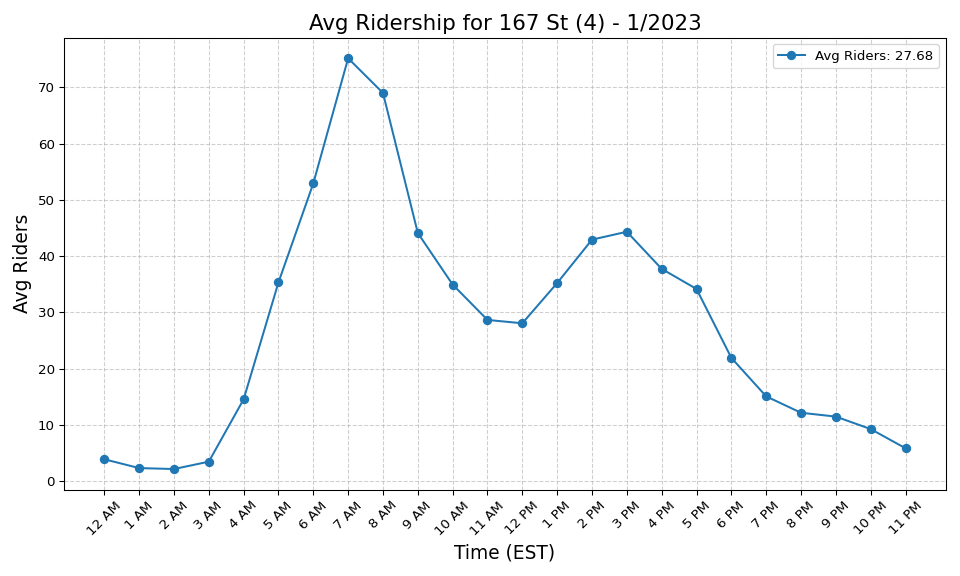 Avg Ridership for 167 St (4) - 1/2023
Avg Riders: 27.68
Avg Riders
70
60
50
40
30
20
10
0
12 AM
1 AM
2 AM
3 AM
4 AM
5 AM
6 AM
7 AM
8 AM
9 AM
10 AM
11 AM
12 PM
1 PM
2 PM
3 PM
4 PM
5 PM
6 PM
7 PM
8 PM
9 PM
10 PM
11 PM
Time (EST)